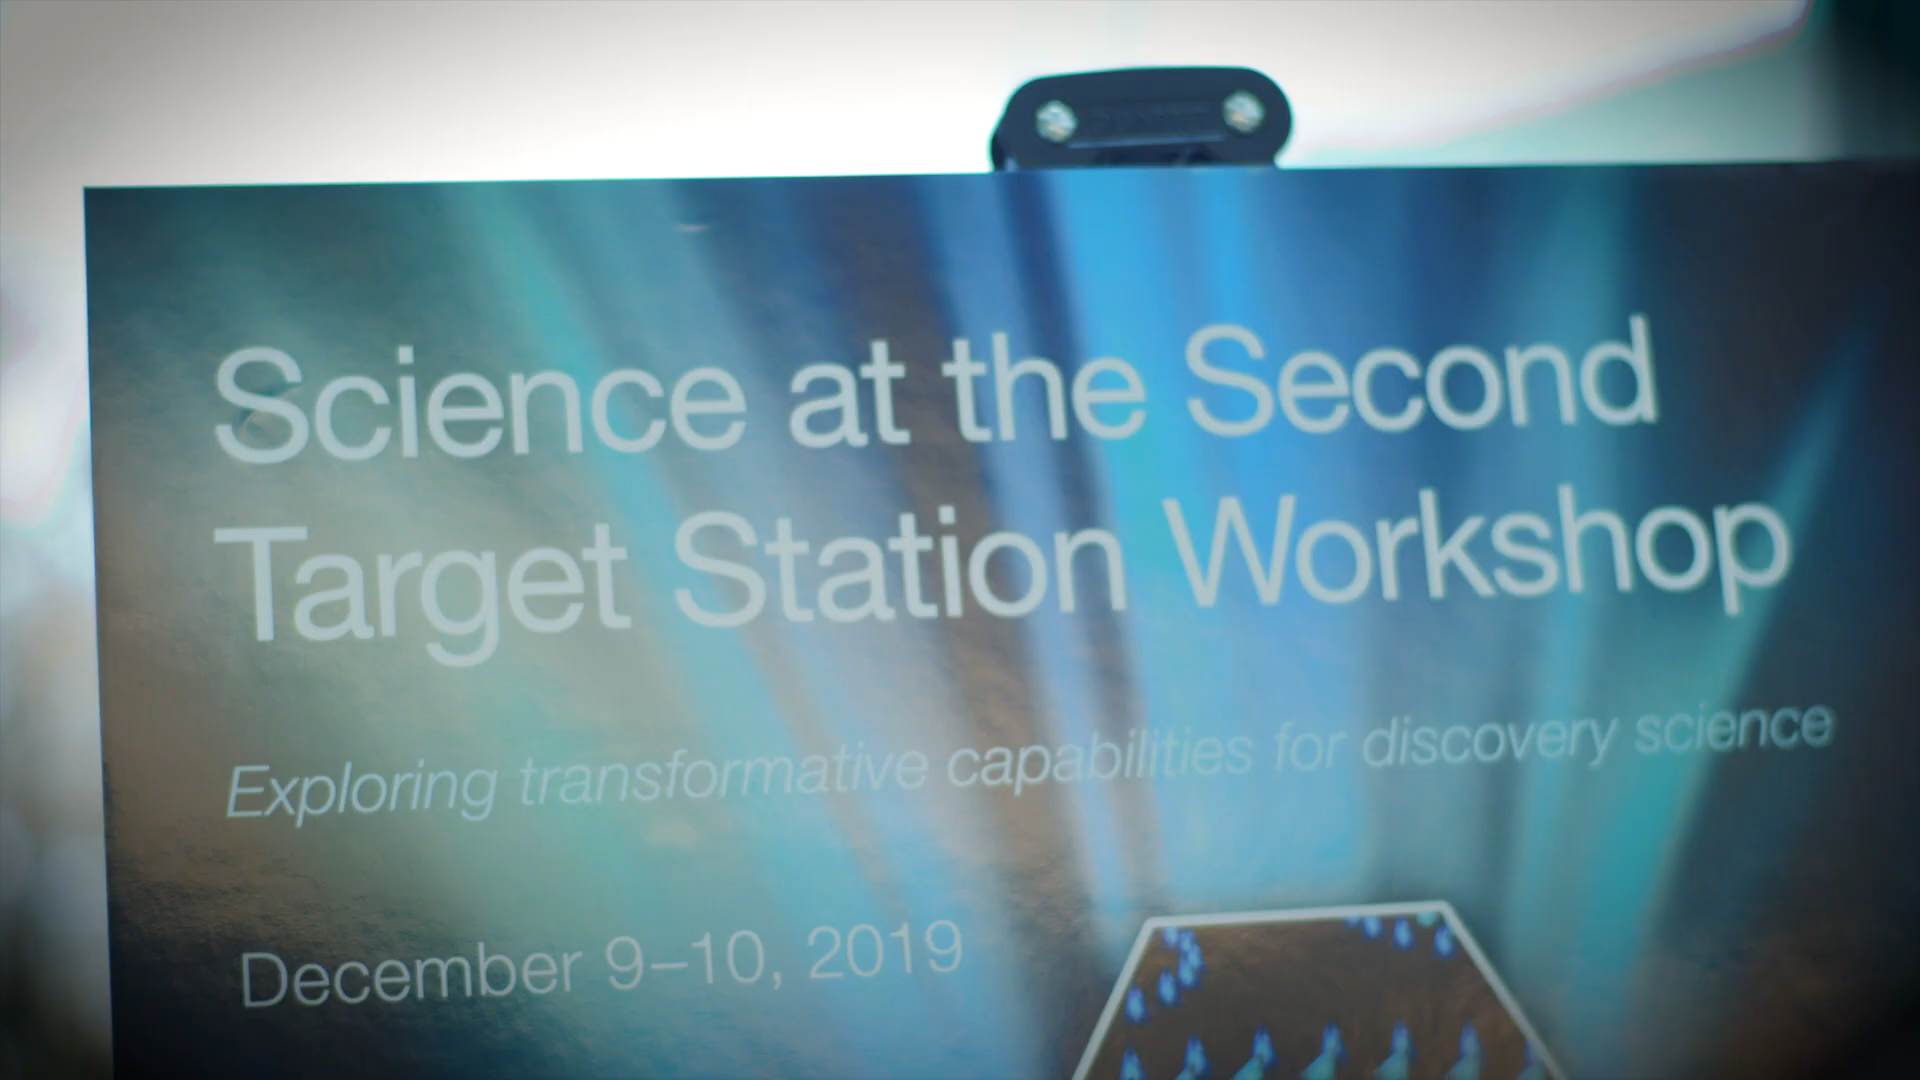 Science at the Second
Target Station Workshop
Exploring transformative capabilities for discovery science
December 9–10, 2019